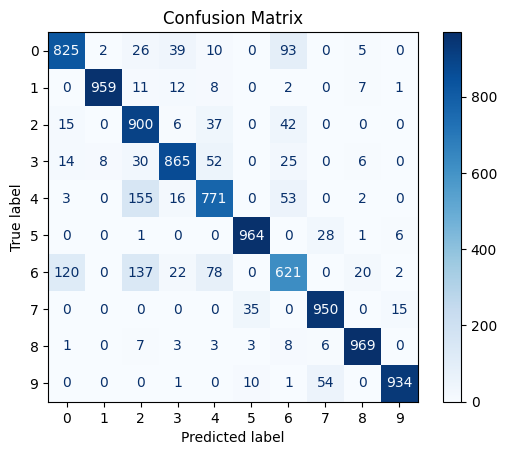 Confusion Matrix
0 825 2 26 39 10 0 93 0 5 0
1 0 959 11 12 8 0 2 0 7 1
2 15 0 900 6 37 0 42 0 0 0
3 14 8 30 865 52 0 25 0 6 0
4 3 0 155 16 771 0 53 0 2 0
5 0 0 1 0 0 964 0 28 1 6
6 120 0 137 22 78 0 621 0 20 2
7 0 0 0 0 0 35 0 950 0 15
8 1 0 7 3 3 3 8 6 969 0
9 0 0 0 1 0 10 1 54 0 934
0 1 2 3 4 5 6 7 8 9
True label
Predicted label
800
600
400
200
0